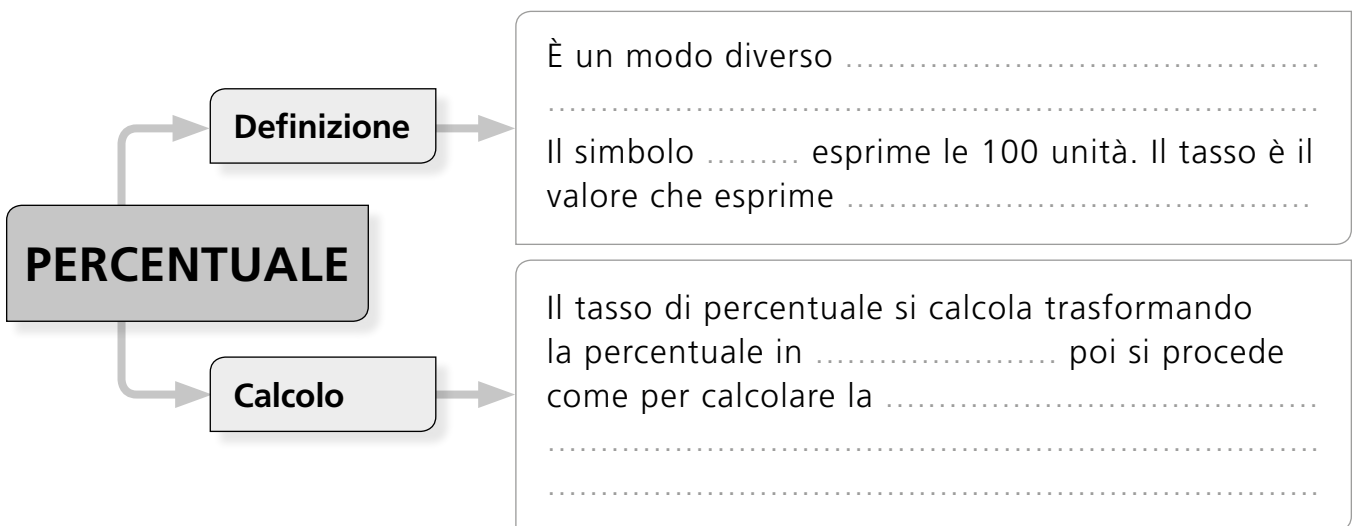 È un modo diverso ..............................................
...........................................................................
Il simbolo ......... esprime le 100 unità. Il tasso è il
valore che esprime .............................................
Definizione
PERCENTUALE
Il tasso di percentuale si calcola trasformando
la percentuale in ....................... poi si procede
come per calcolare la ..........................................
...........................................................................
...........................................................................
Calcolo